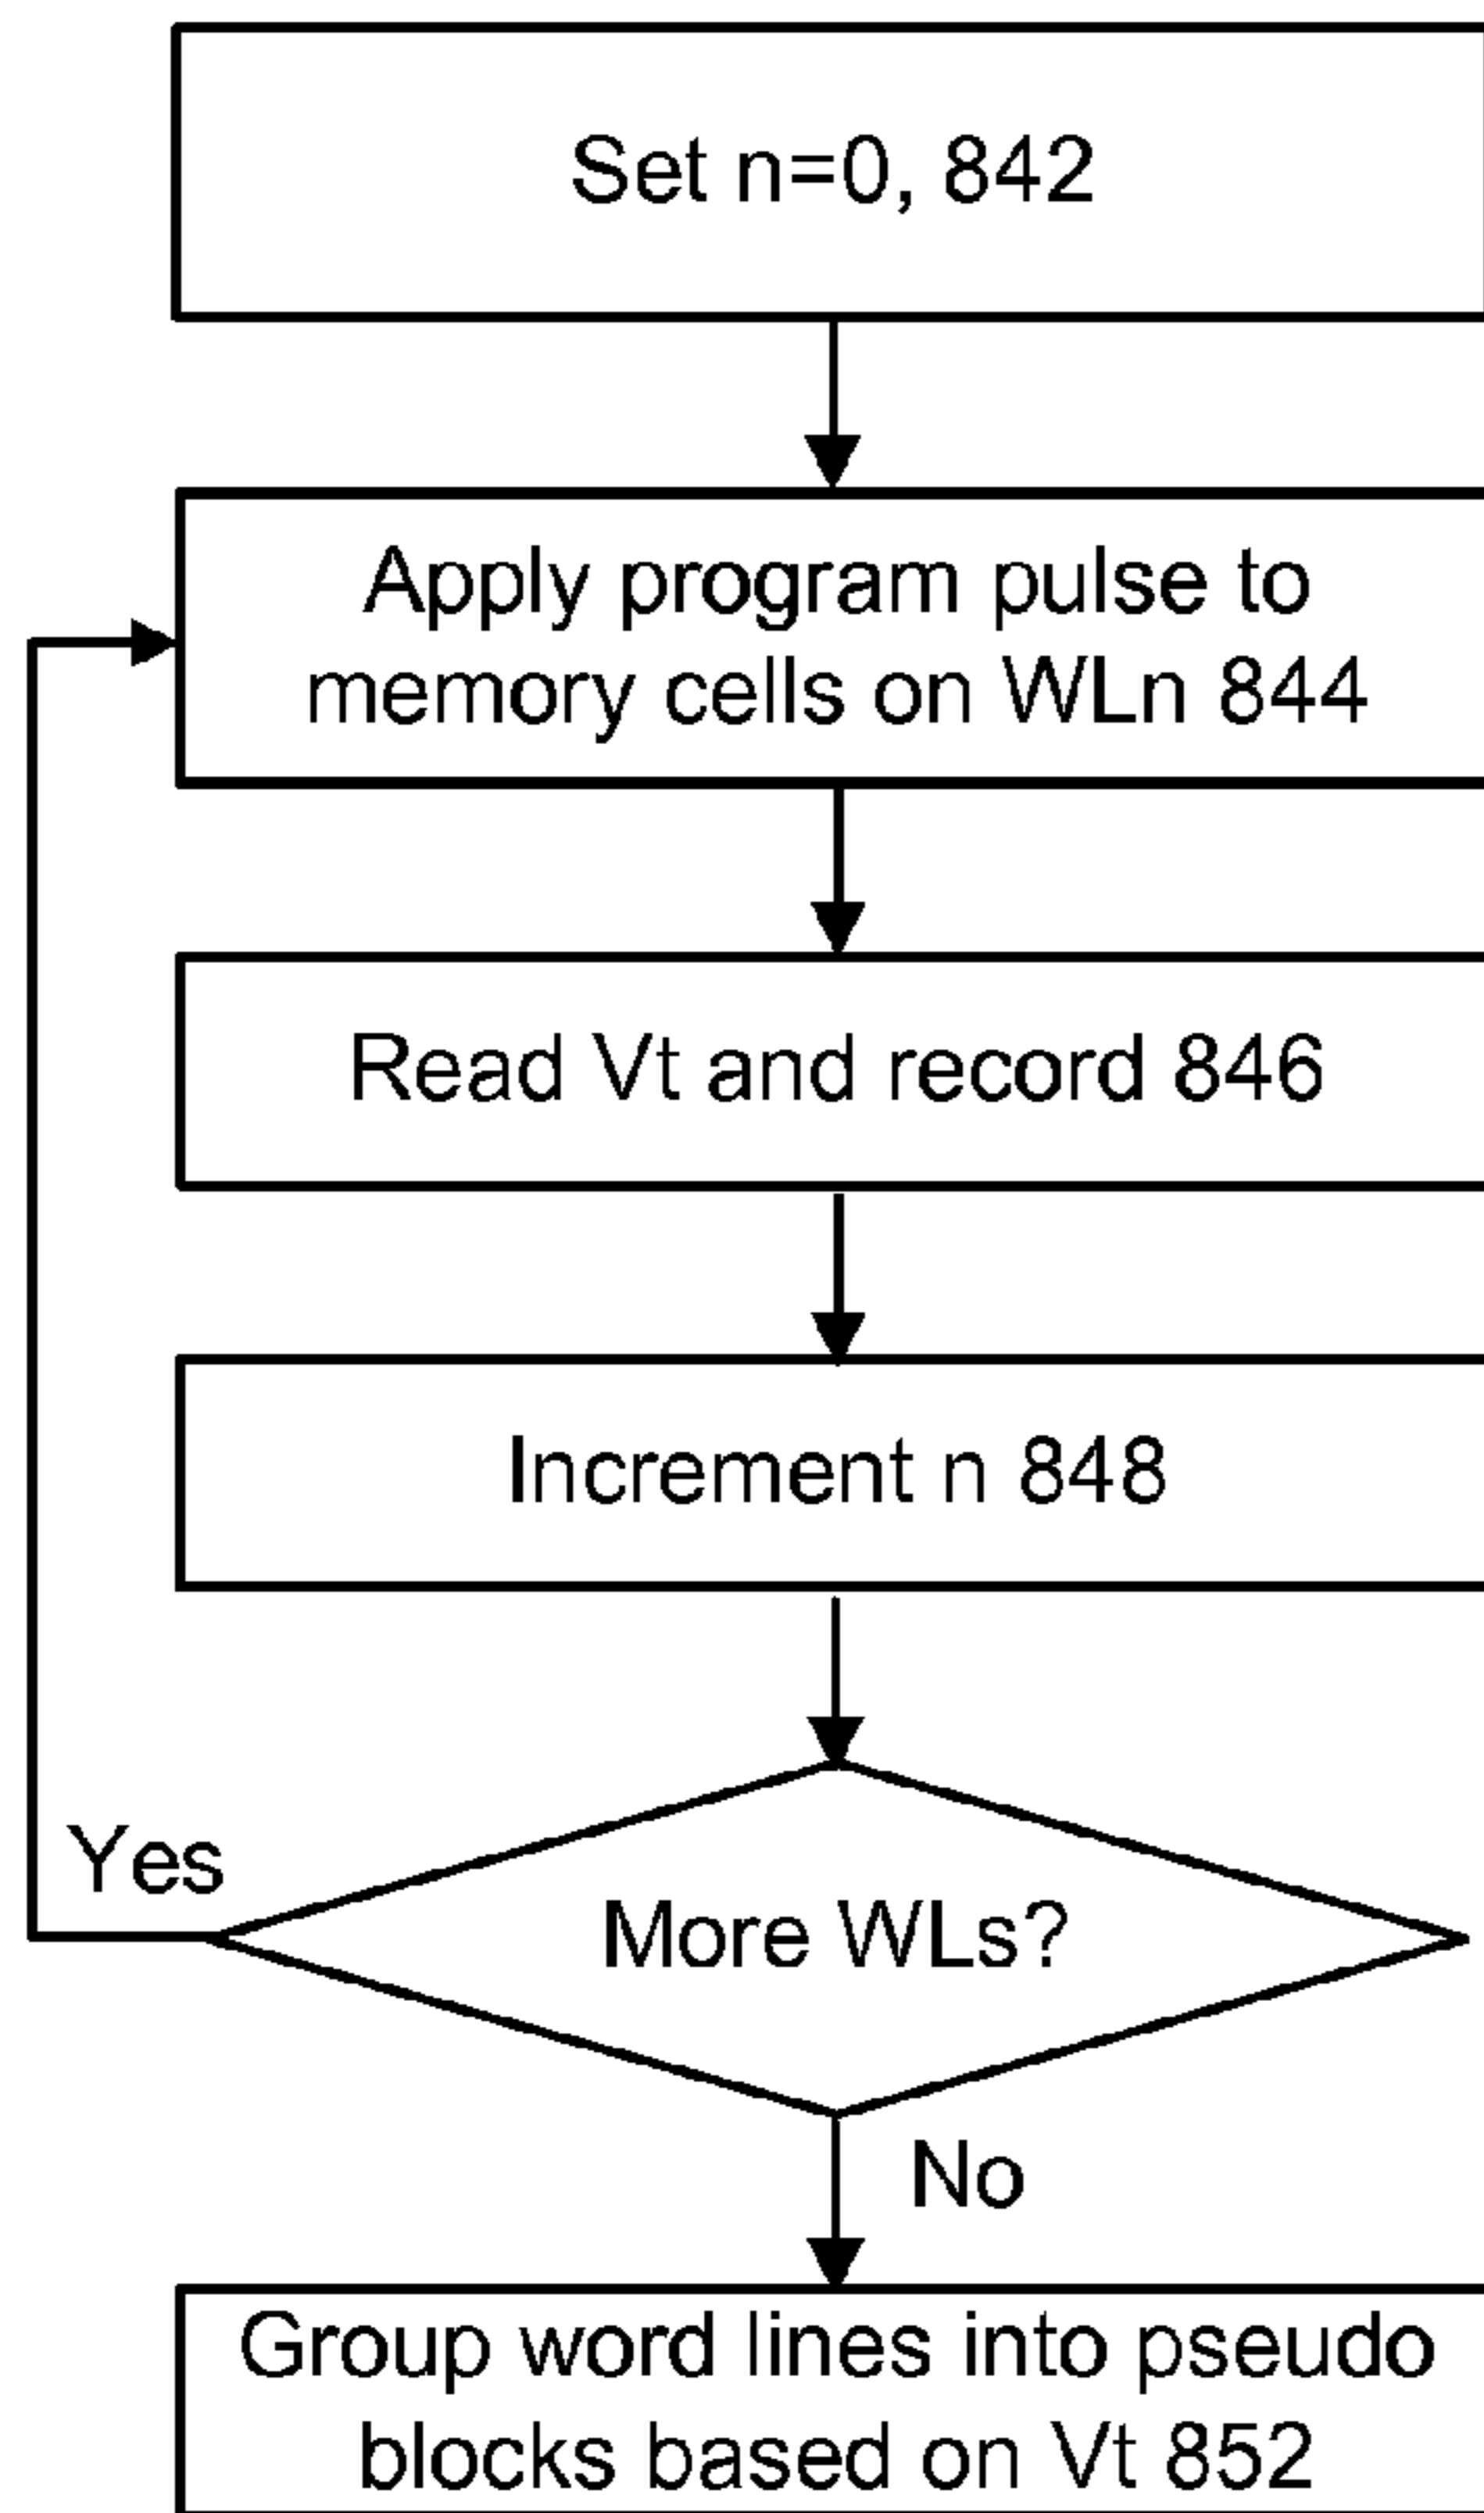 Set n=0, 842
Apply program pulse to
memory cells on WLn 844
Read Vt and record 846
Increment n 848
Yes
More WLs?
No
Group word lines into pseudo
blocks based on Vt 852